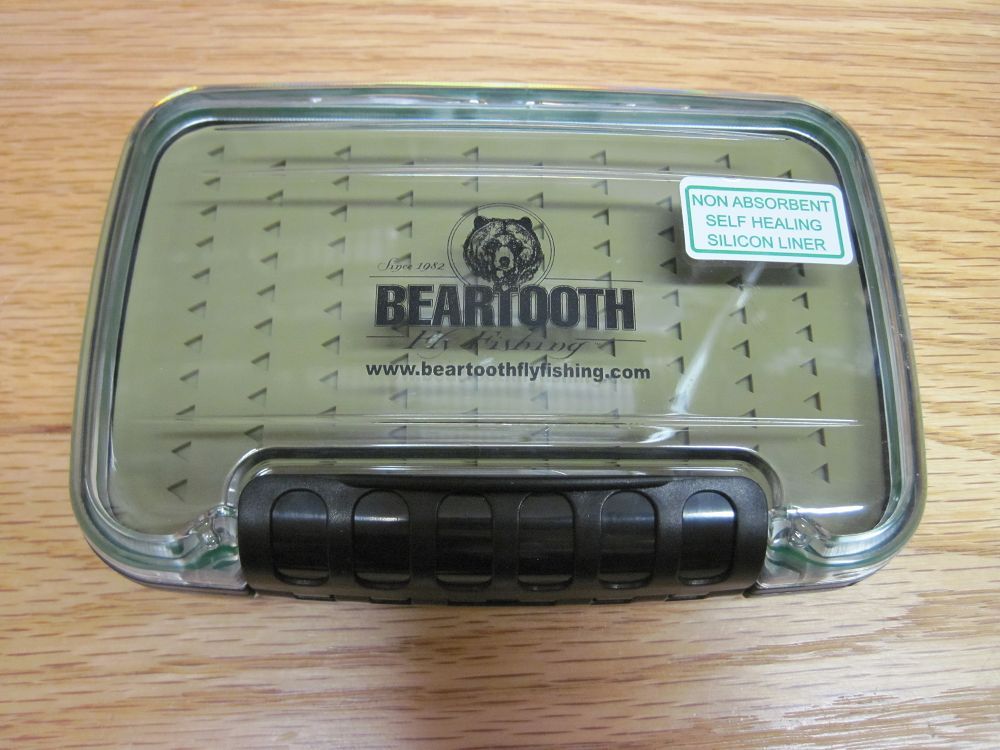 NON ABSORBENT
SELF HEALING
SILICON LINER
Since 1982
BEARTOOTH
Fly Fishing
www.beartoothflyfishing.com